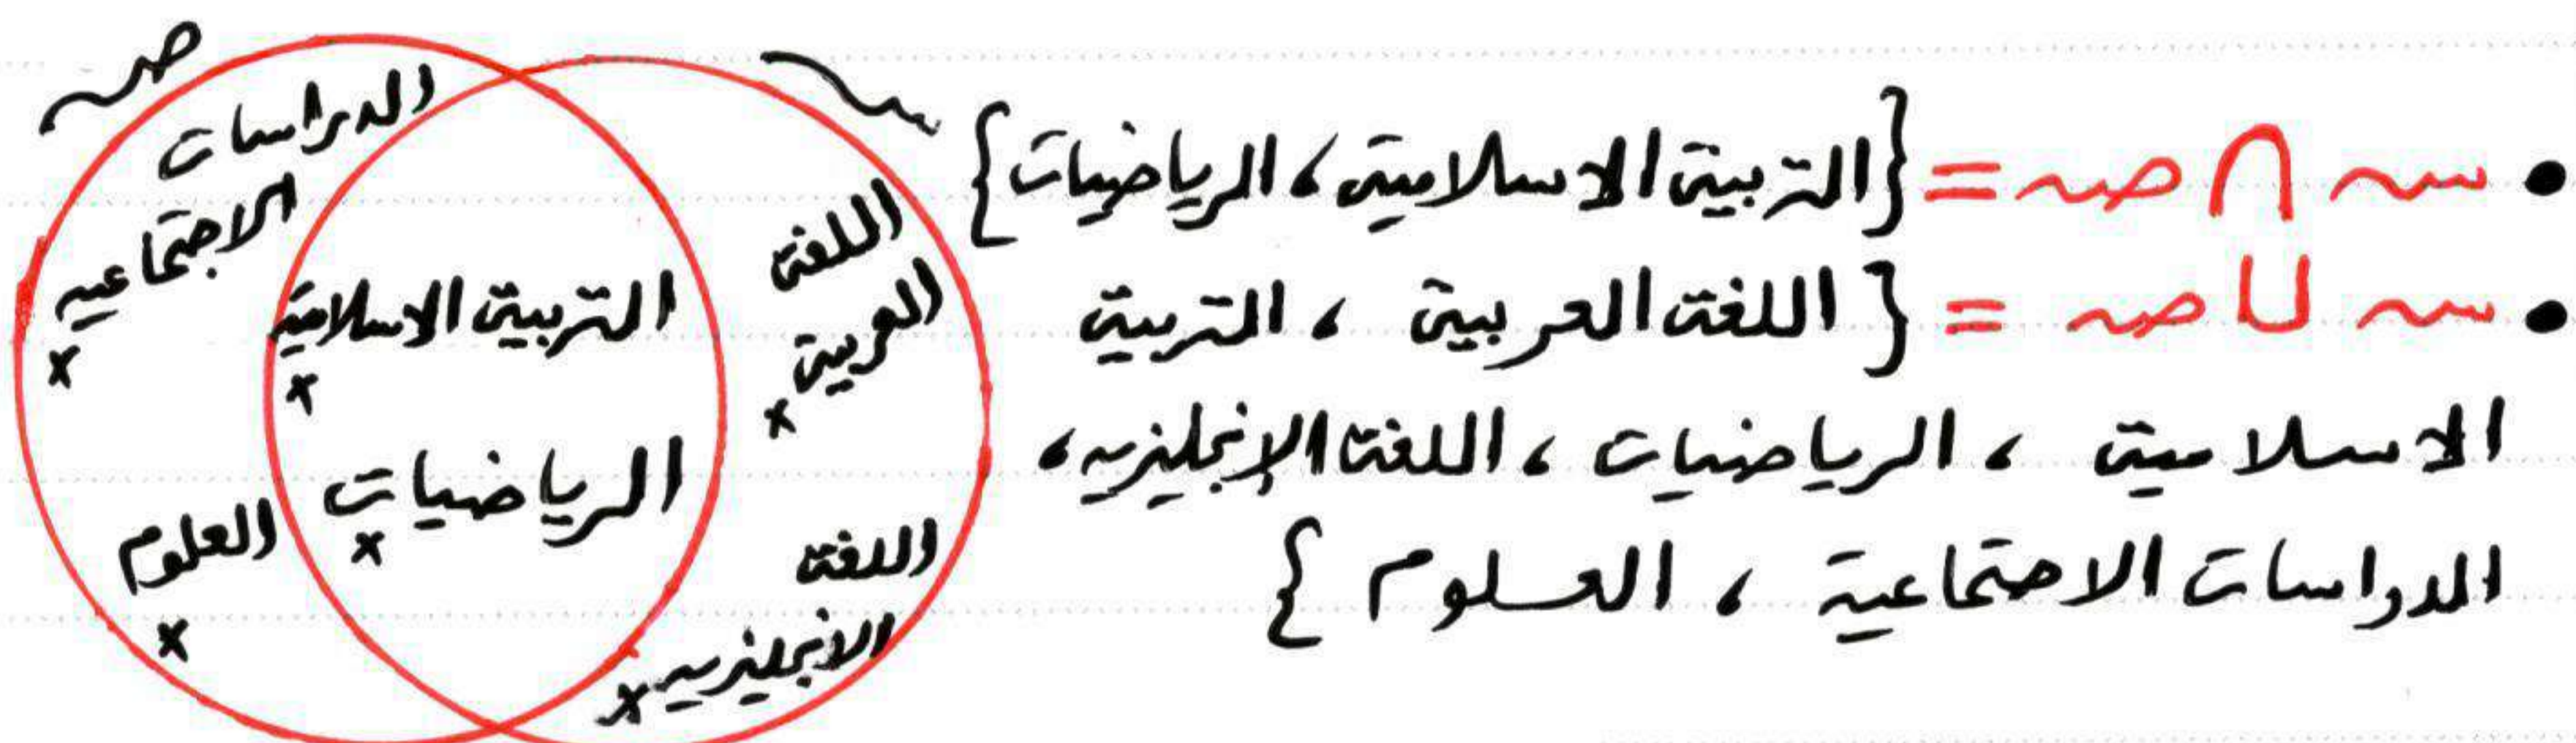 • سـ ∩ صـ = {التربية الاسلامية ، الرياضيات}
• سـ ∪ صـ = { اللغة العربية ، التربية
الاسلامية ، الرياضيات ، اللغة الإنجليزية ،
الدراسات الاجتماعية ، العلوم }
سـ
اللغة
العربية
×
اللغة
الانجليزية
×
التربية الاسلامية
×
الرياضيات
×
صـ
الدراسات
الاجتماعية
×
العلوم
×